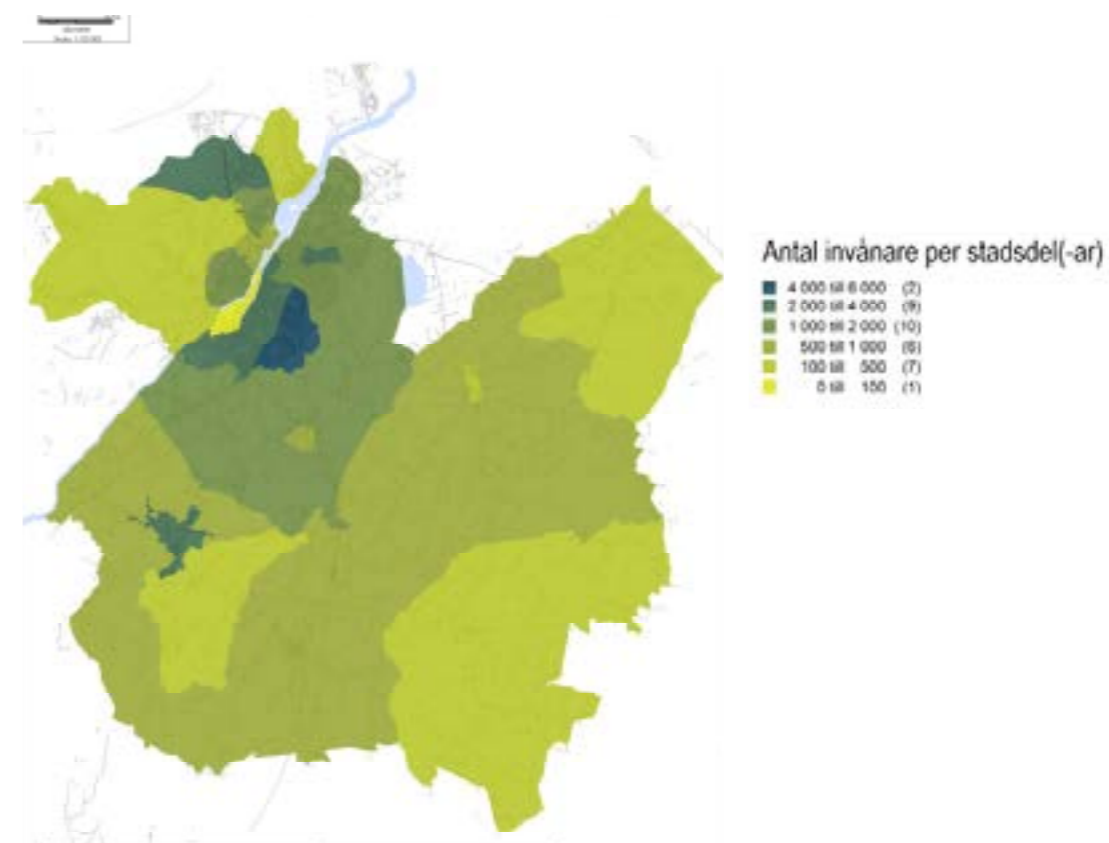 Antal invånare per stadsdel(-ar)
4 000 till 6 000 (2)
2 000 till 4 000 (9)
1 000 till 2 000 (10)
500 till 1 000 (6)
100 till 500 (7)
0 till 100 (1)